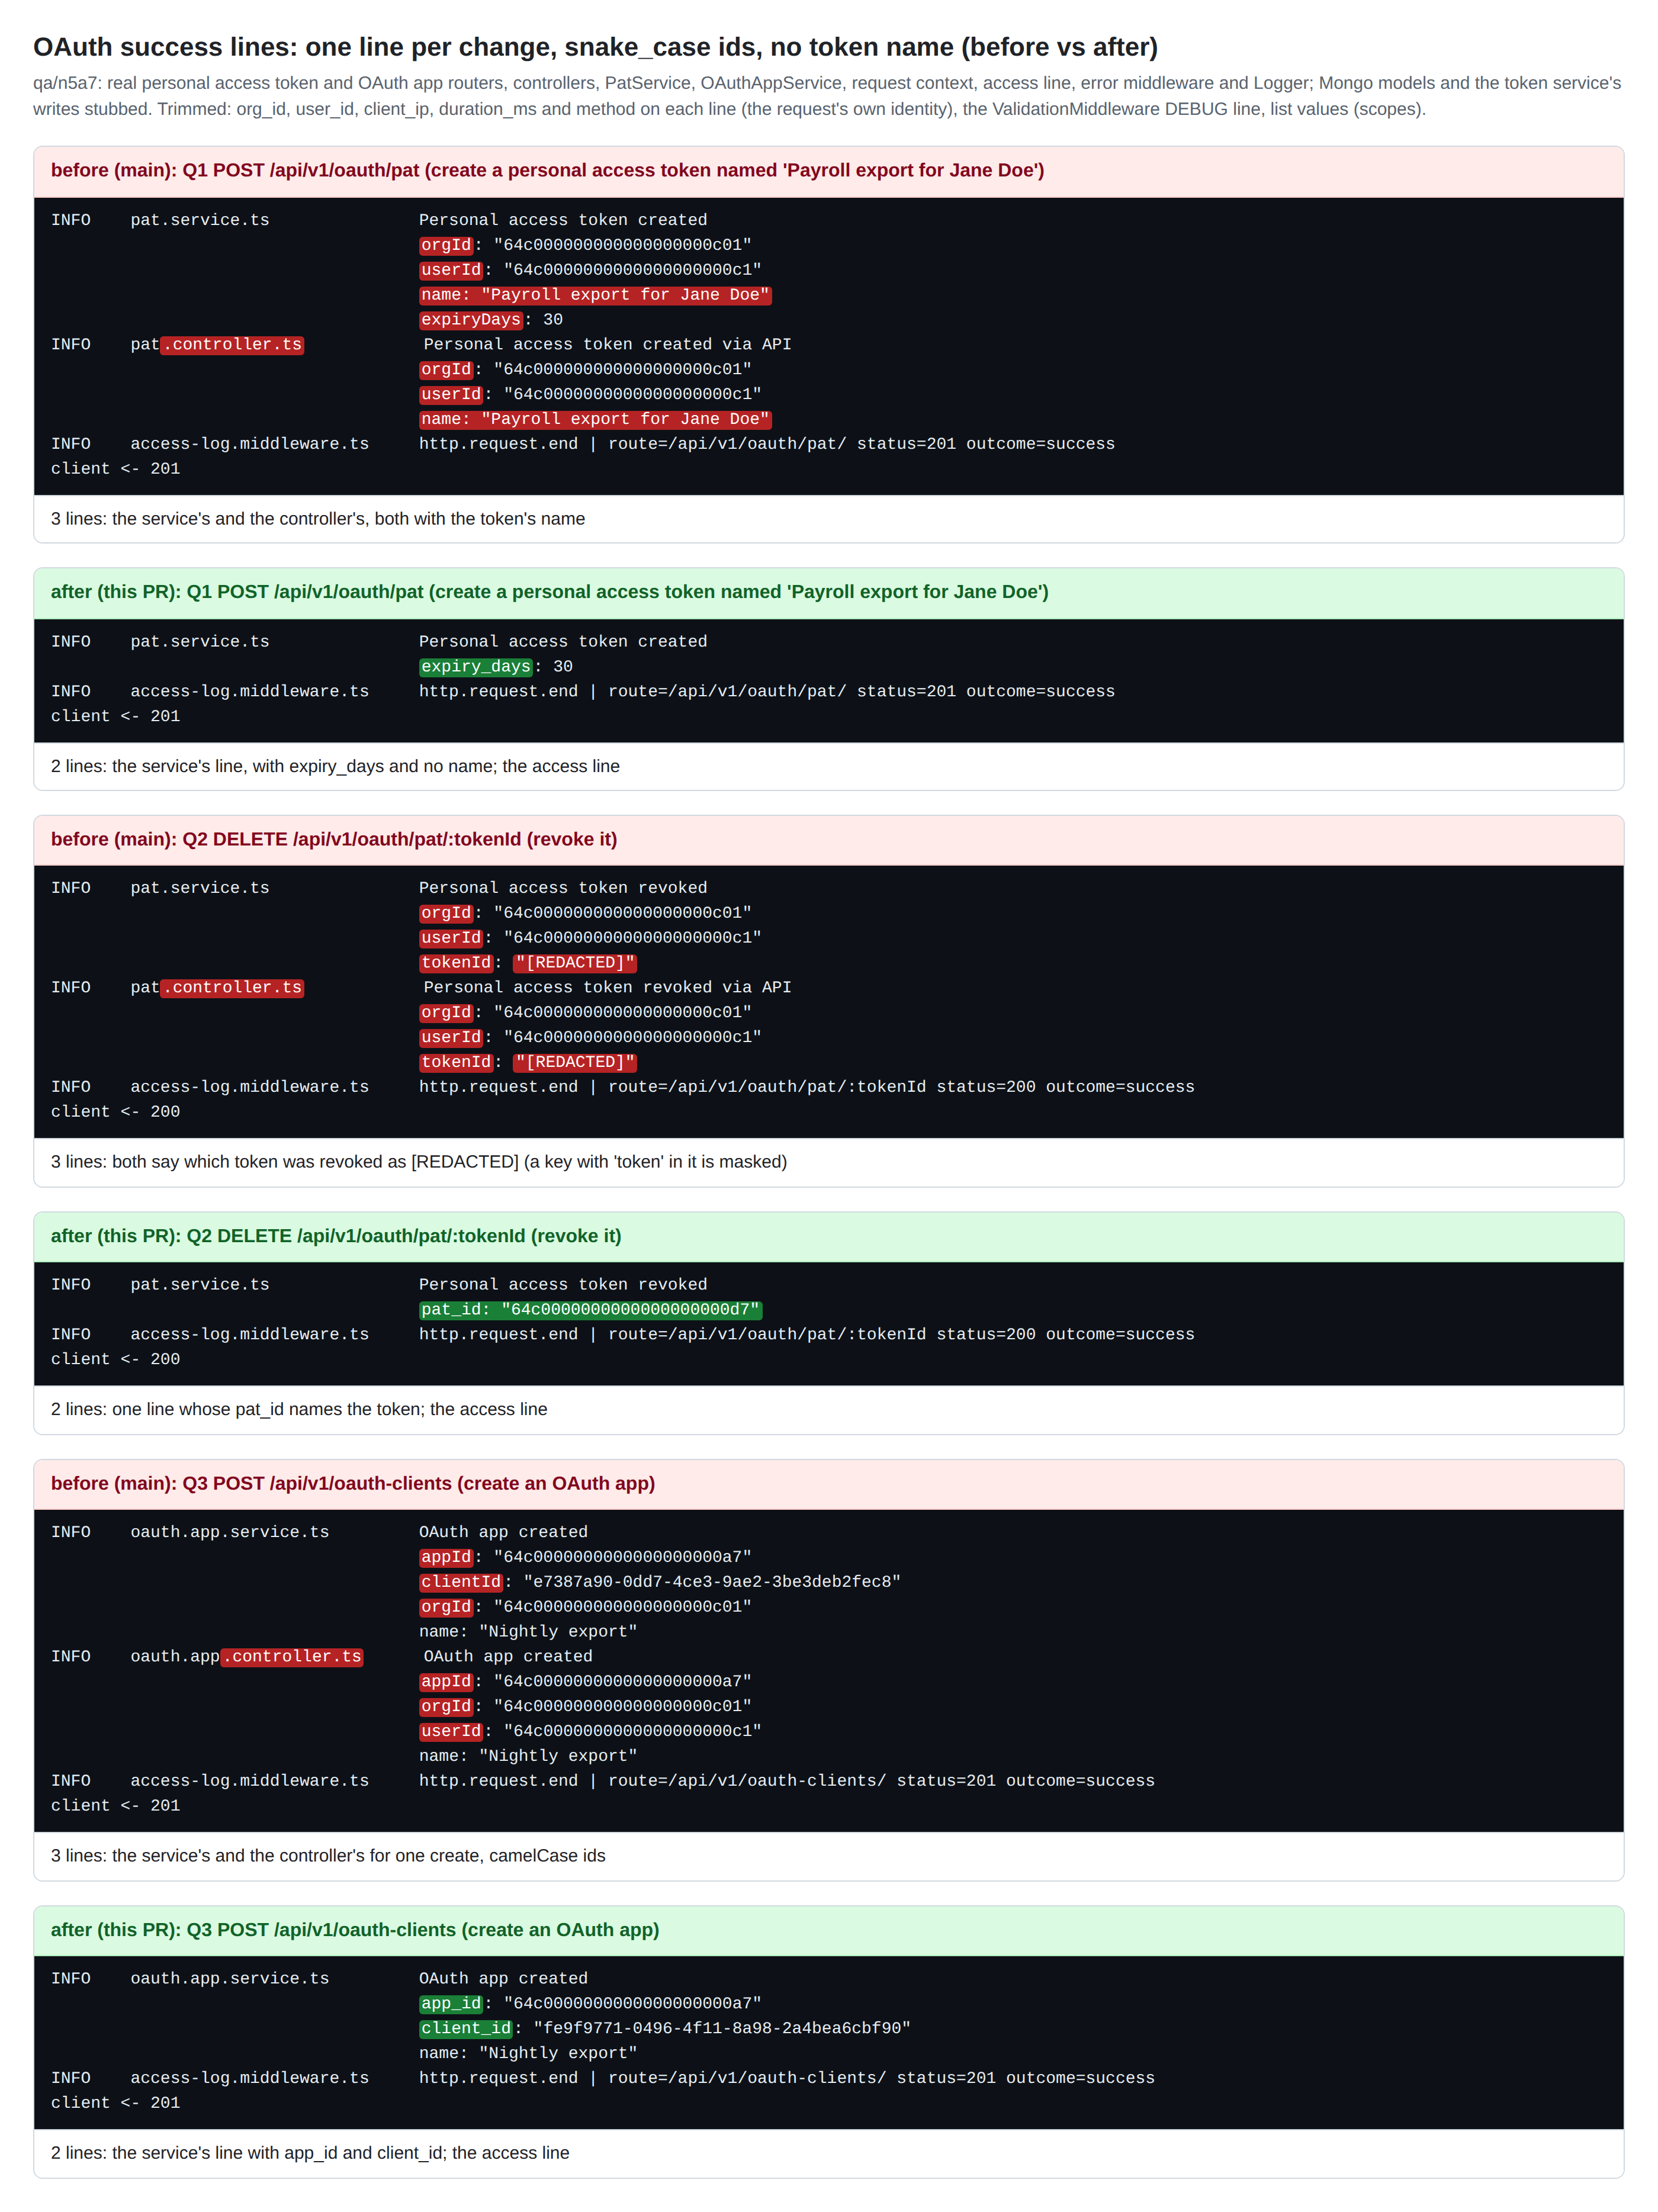 OAuth success lines: one line per change, snake_case ids, no token name (before vs after)
qa/n5a7: real personal access token and OAuth app routers, controllers, PatService, OAuthAppService, request context, access line, error middleware and Logger; Mongo models and the token service's
writes stubbed. Trimmed: org_id, user_id, client_ip, duration_ms and method on each line (the request's own identity), the ValidationMiddleware DEBUG line, list values (scopes).
before (main): Q1 POST /api/v1/oauth/pat (create a personal access token named 'Payroll export for Jane Doe')
INFO pat.service.ts Personal access token created
orgId: "64c000000000000000000c01"
userId: "64c0000000000000000000c1"
name: "Payroll export for Jane Doe"
expiryDays: 30
INFO pat.controller.ts Personal access token created via API
orgId: "64c000000000000000000c01"
userId: "64c0000000000000000000c1"
name: "Payroll export for Jane Doe"
INFO access-log.middleware.ts http.request.end | route=/api/v1/oauth/pat/ status=201 outcome=success
client <- 201
3 lines: the service's and the controller's, both with the token's name
after (this PR): Q1 POST /api/v1/oauth/pat (create a personal access token named 'Payroll export for Jane Doe')
INFO pat.service.ts Personal access token created
expiry_days: 30
INFO access-log.middleware.ts http.request.end | route=/api/v1/oauth/pat/ status=201 outcome=success
client <- 201
2 lines: the service's line, with expiry_days and no name; the access line
before (main): Q2 DELETE /api/v1/oauth/pat/:tokenId (revoke it)
INFO pat.service.ts Personal access token revoked
orgId: "64c000000000000000000c01"
userId: "64c0000000000000000000c1"
tokenId: "[REDACTED]"
INFO pat.controller.ts Personal access token revoked via API
orgId: "64c000000000000000000c01"
userId: "64c0000000000000000000c1"
tokenId: "[REDACTED]"
INFO access-log.middleware.ts http.request.end | route=/api/v1/oauth/pat/:tokenId status=200 outcome=success
client <- 200
3 lines: both say which token was revoked as [REDACTED] (a key with 'token' in it is masked)
after (this PR): Q2 DELETE /api/v1/oauth/pat/:tokenId (revoke it)
INFO pat.service.ts Personal access token revoked
pat_id: "64c0000000000000000000d7"
INFO access-log.middleware.ts http.request.end | route=/api/v1/oauth/pat/:tokenId status=200 outcome=success
client <- 200
2 lines: one line whose pat_id names the token; the access line
before (main): Q3 POST /api/v1/oauth-clients (create an OAuth app)
INFO oauth.app.service.ts OAuth app created
appId: "64c0000000000000000000a7"
clientId: "e7387a90-0dd7-4ce3-9ae2-3be3deb2fec8"
orgId: "64c000000000000000000c01"
name: "Nightly export"
INFO oauth.app.controller.ts OAuth app created
appId: "64c0000000000000000000a7"
orgId: "64c000000000000000000c01"
userId: "64c0000000000000000000c1"
name: "Nightly export"
INFO access-log.middleware.ts http.request.end | route=/api/v1/oauth-clients/ status=201 outcome=success
client <- 201
3 lines: the service's and the controller's for one create, camelCase ids
after (this PR): Q3 POST /api/v1/oauth-clients (create an OAuth app)
INFO oauth.app.service.ts OAuth app created
app_id: "64c0000000000000000000a7"
client_id: "fe9f9771-0496-4f11-8a98-2a4bea6cbf90"
name: "Nightly export"
INFO access-log.middleware.ts http.request.end | route=/api/v1/oauth-clients/ status=201 outcome=success
client <- 201
2 lines: the service's line with app_id and client_id; the access line